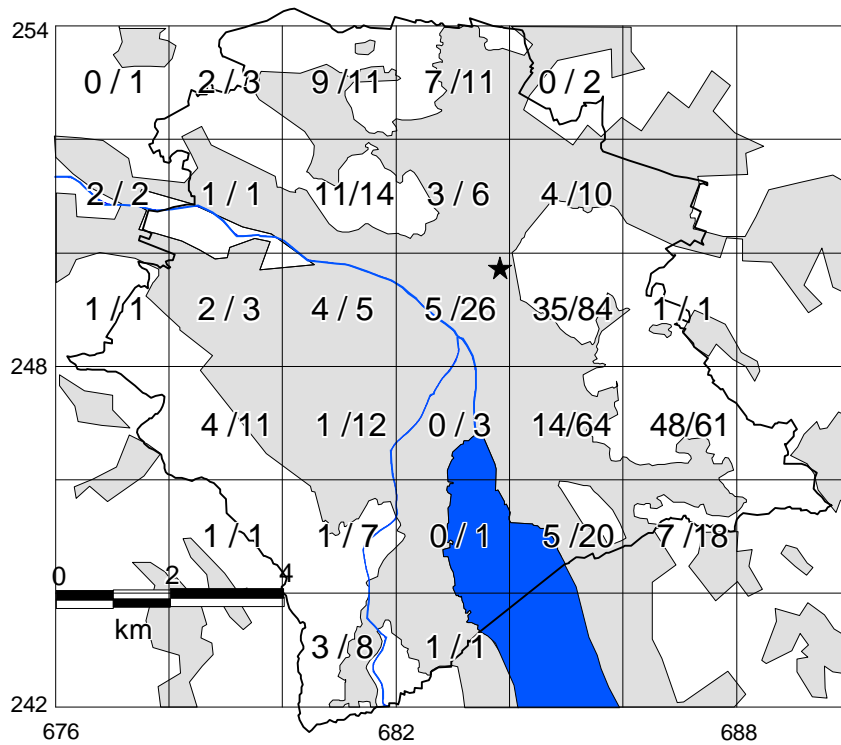 254
0 / 1 2 / 3 9 /11 7 /11 0 / 2
2 / 2 1 / 1 11/14 3 / 6 4 /10
1 / 1 2 / 3 4 / 5 5 /26 35/84 1 / 1
248
4 /11 1 /12 0 / 3 14/64 48/61
1 / 1 1 / 7 0 / 1 5 /20 7 /18
0 2 4
km
3 / 8 1 / 1
242
676 682 688